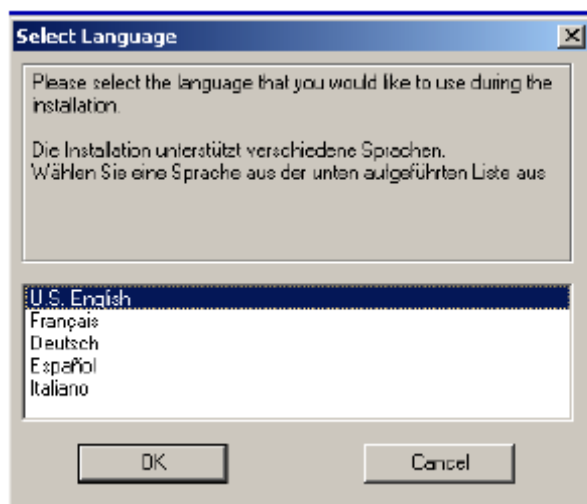 Select Language
Please select the language that you would like to use during the
installation.
Die Installation unterstützt verschiedene Sprachen.
Wählen Sie eine Sprache aus der unten aufgeführten Liste aus
U.S. English
Français
Deutsch
Español
Italiano
OK
Cancel